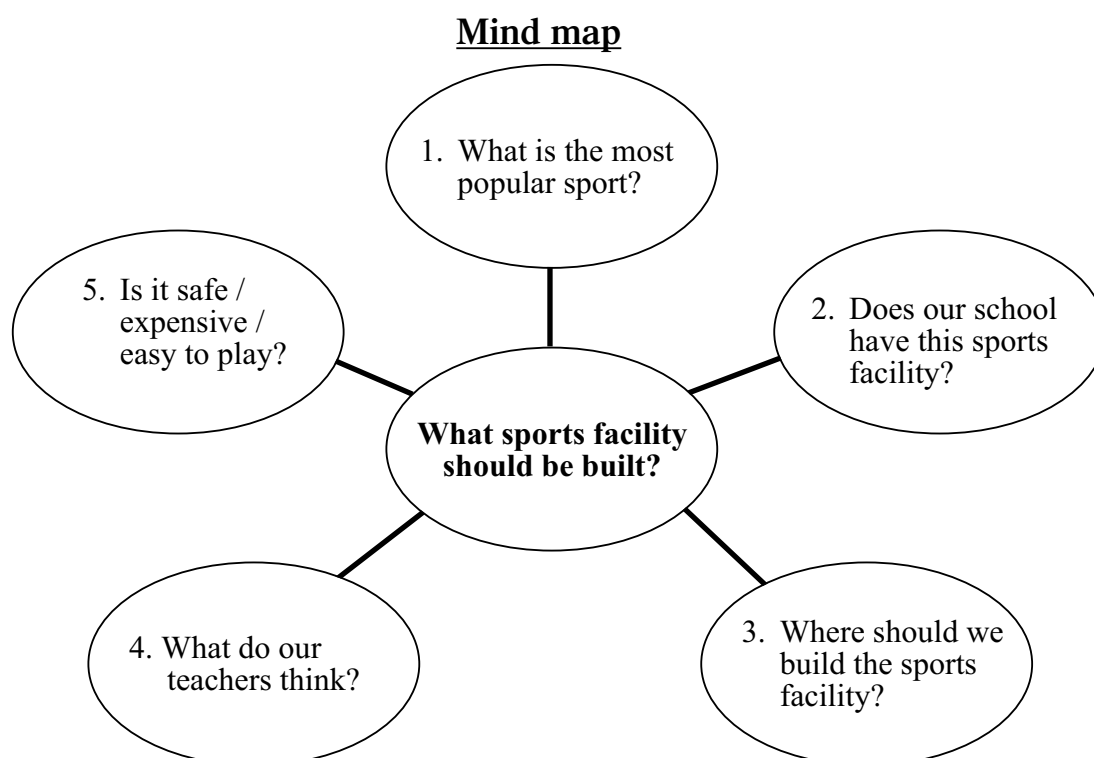 Mind map
1. What is the most
popular sport?
2. Does our school
have this sports
facility?
3. Where should we
build the sports
facility?
4. What do our
teachers think?
5. Is it safe /
expensive /
easy to play?
What sports facility
should be built?